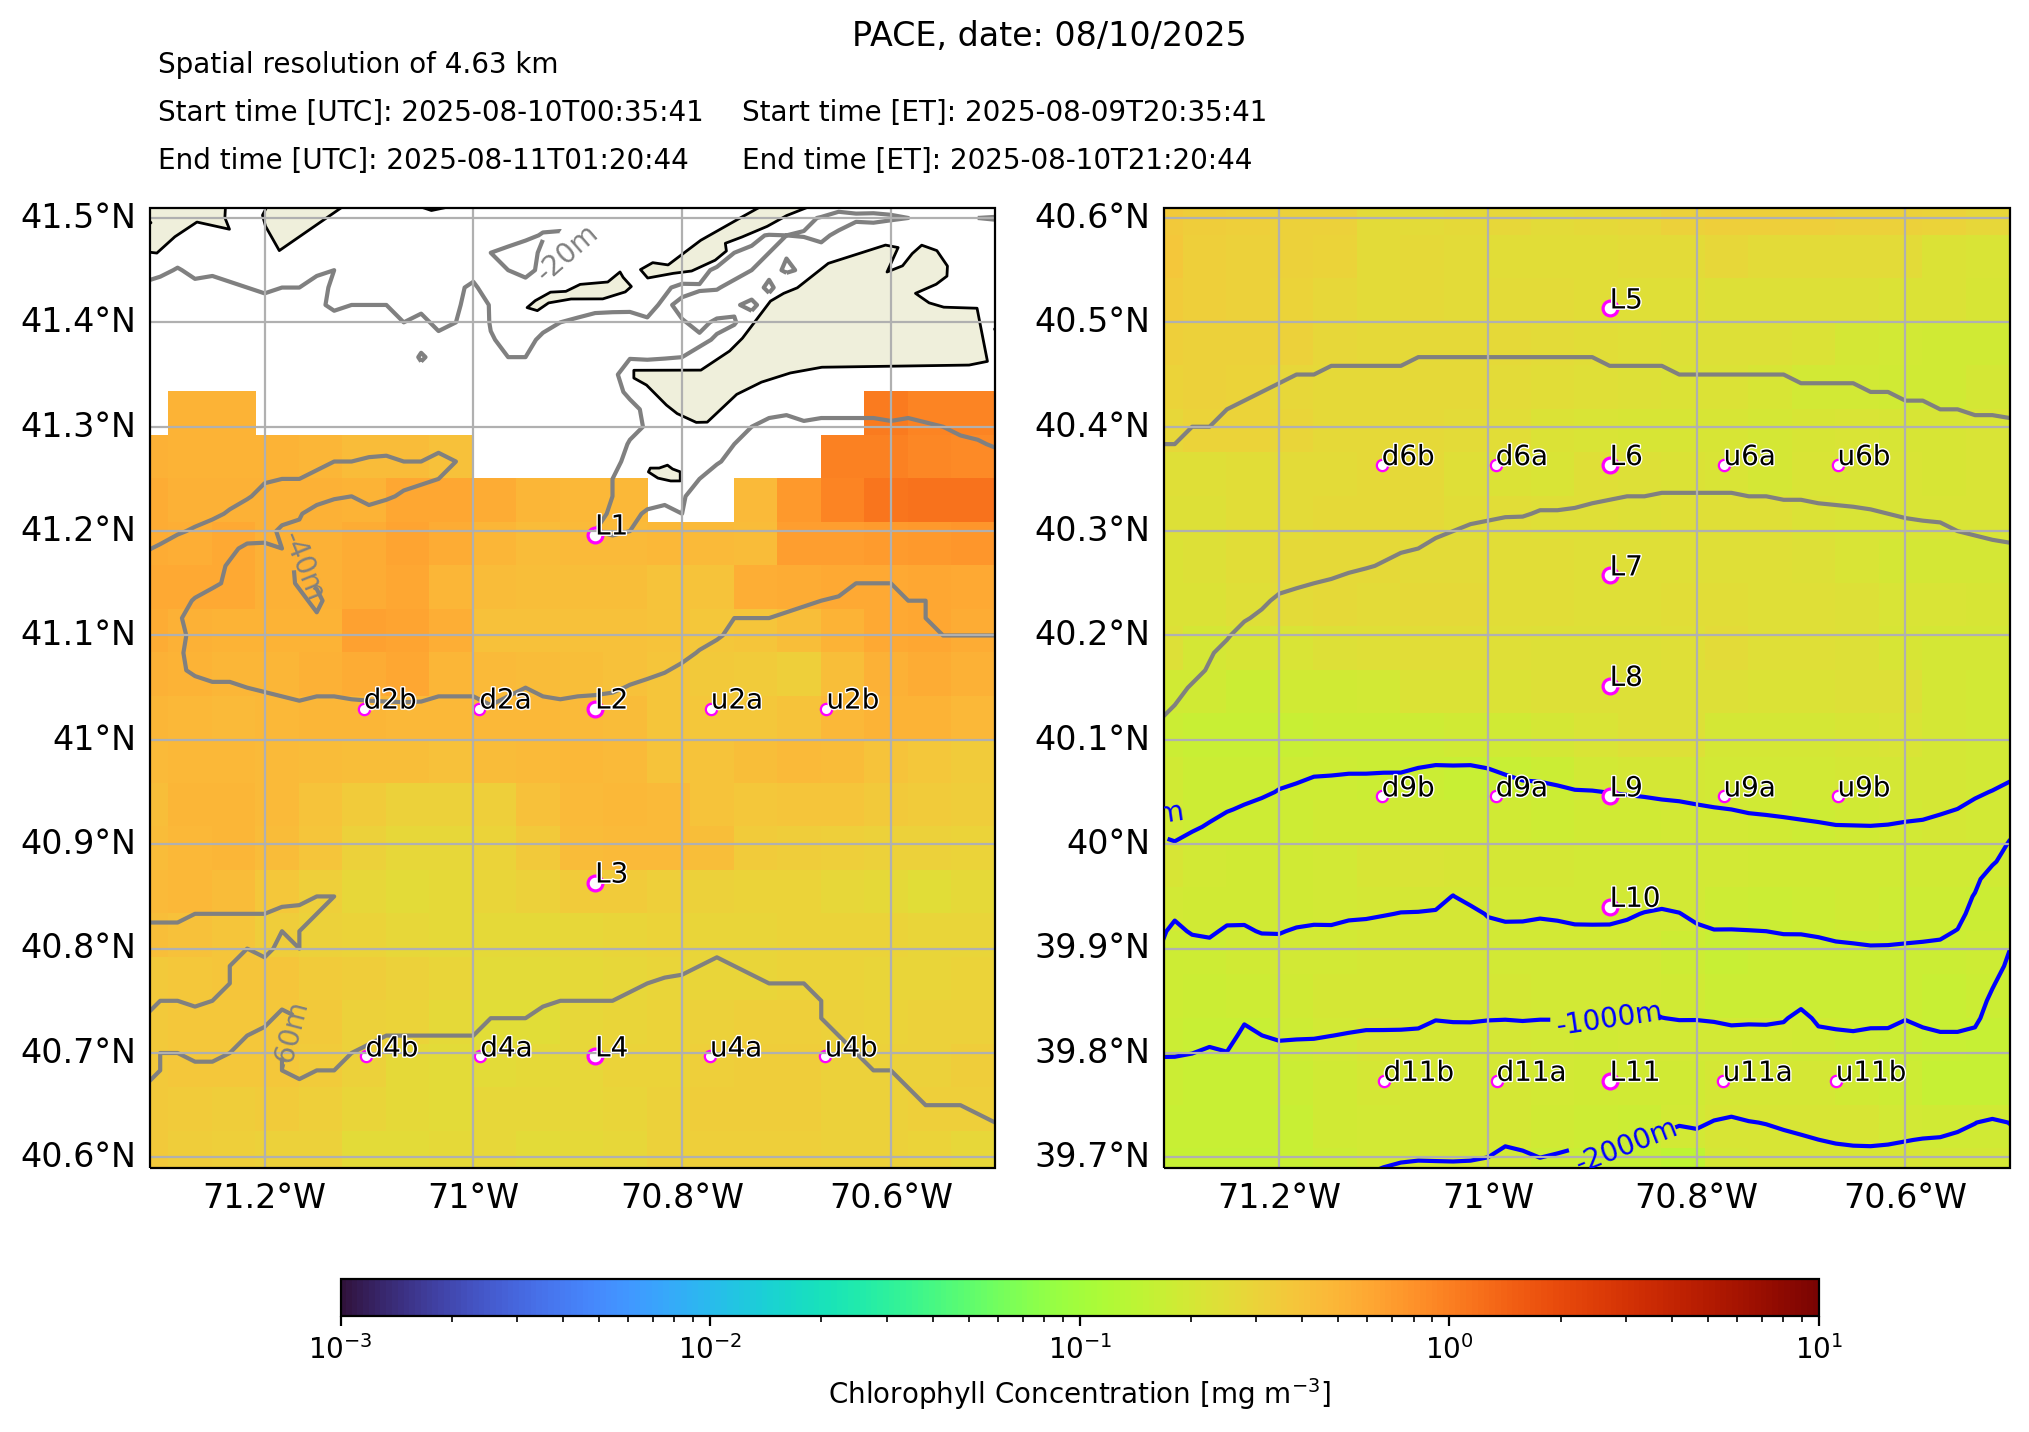 PACE, date: 08/10/2025
Spatial resolution of 4.63 km
Start time [UTC]: 2025-08-10T00:35:41 Start time [ET]: 2025-08-09T20:35:41
End time [UTC]: 2025-08-11T01:20:44 End time [ET]: 2025-08-10T21:20:44
41.5°N
41.4°N
41.3°N
41.2°N
41.1°N
41°N
40.9°N
40.8°N
40.7°N
40.6°N
-20m
-40m
-60m
L1
d2b d2a L2 u2a u2b
L3
d4b d4a L4 u4a u4b
71.2°W 71°W 70.8°W 70.6°W
40.6°N
40.5°N
40.4°N
40.3°N
40.2°N
40.1°N
40°N
39.9°N
39.8°N
39.7°N
L5
d6b d6a L6 u6a u6b
L7
L8
d9b d9a L9 u9a u9b
m
L10
-1000m
d11b d11a L11 u11a u11b
-2000m
71.2°W 71°W 70.8°W 70.6°W
10⁻³ 10⁻² 10⁻¹ 10⁰ 10¹
Chlorophyll Concentration [mg m⁻³]